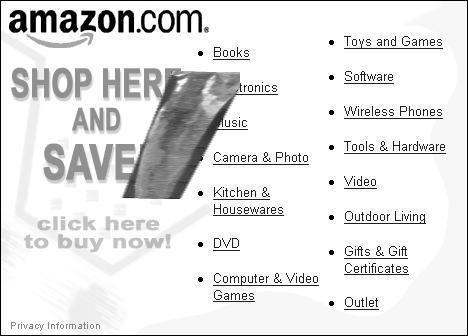 amazon.com.
SHOP HERE
AND
SAVE
click here
to buy now!
Books
tronics
Music
Camera & Photo
Kitchen &
Housewares
DVD
Computer & Video
Games
Toys and Games
Software
Wireless Phones
Tools & Hardware
Video
Outdoor Living
Gifts & Gift
Certificates
Outlet
Privacy Information